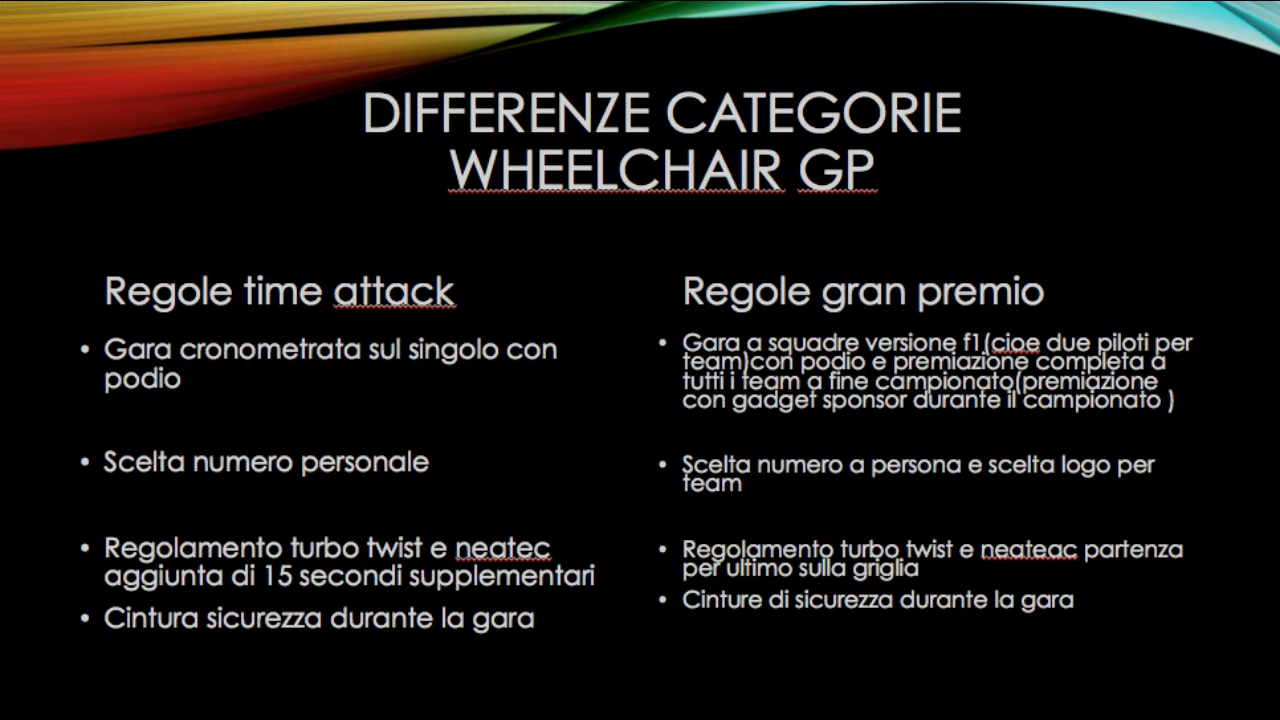 DIFFERENZE CATEGORIE
WHEELCHAIR GP
Regole time attack
• Gara cronometrata sul singolo con
podio
• Scelta numero personale
• Regolamento turbo twist e neatec
aggiunta di 15 secondi supplementari
• Cintura sicurezza durante la gara
Regole gran premio
• Gara a squadre versione f1(cioe due piloti per
team)con podio e premiazione completa a
tutti i team a fine campionato(premiazione
con gadget sponsor durante il campionato )
• Scelta numero a persona e scelta logo per
team
• Regolamento turbo twist e neateac partenza
per ultimo sulla griglia
• Cinture di sicurezza durante la gara